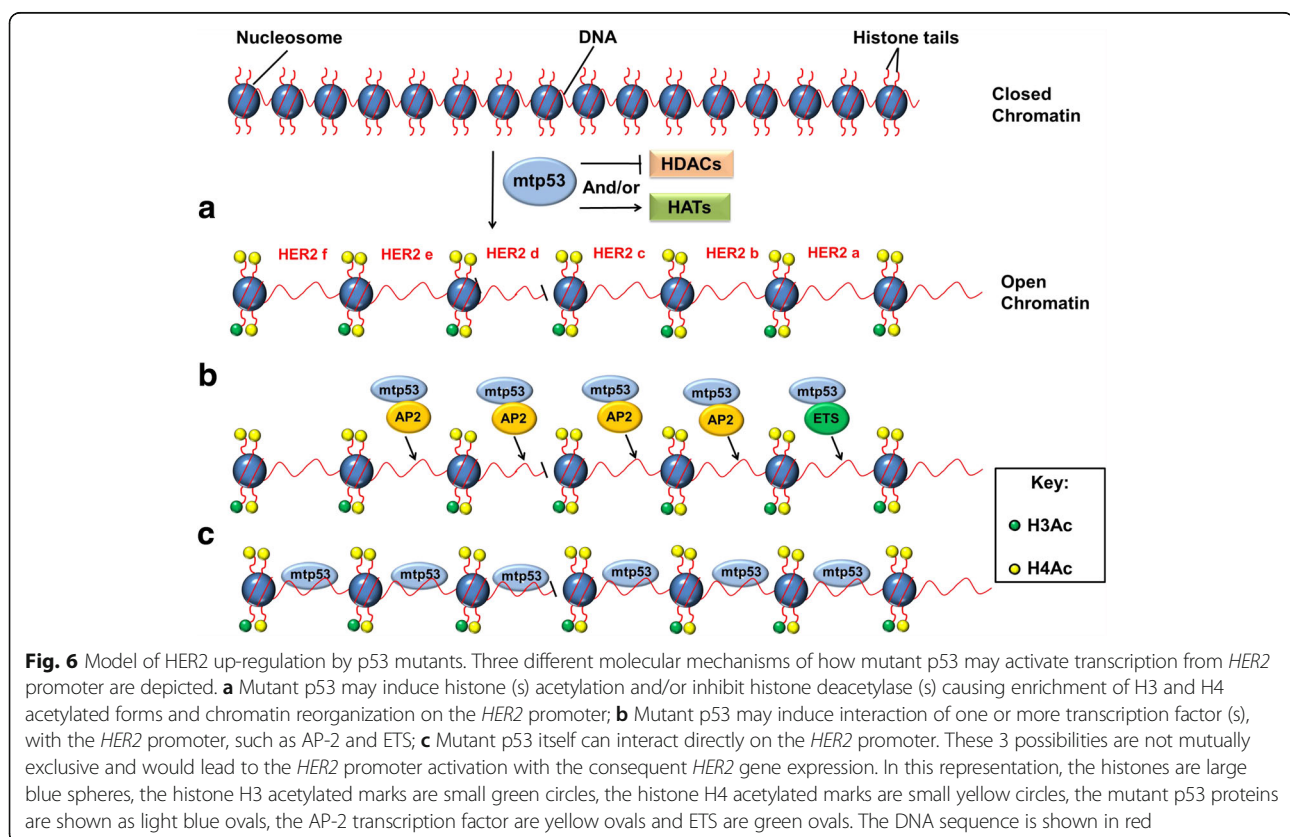 Nucleosome DNA Histone tails
Closed
Chromatin
mtp53
HDACs
And/or
HATs
a
HER2 f HER2 e HER2 d HER2 c HER2 b HER2 a
Open
Chromatin
b
mtp53 mtp53 mtp53 mtp53 mtp53
AP2 AP2 AP2 AP2 ETS
Key:
H3Ac
H4Ac
c
mtp53 mtp53 mtp53 mtp53 mtp53 mtp53
Fig. 6 Model of HER2 up-regulation by p53 mutants. Three different molecular mechanisms of how mutant p53 may activate transcription from HER2
promoter are depicted. a Mutant p53 may induce histone (s) acetylation and/or inhibit histone deacetylase (s) causing enrichment of H3 and H4
acetylated forms and chromatin reorganization on the HER2 promoter; b Mutant p53 may induce interaction of one or more transcription factor (s),
with the HER2 promoter, such as AP-2 and ETS; c Mutant p53 itself can interact directly on the HER2 promoter. These 3 possibilities are not mutually
exclusive and would lead to the HER2 promoter activation with the consequent HER2 gene expression. In this representation, the histones are large
blue spheres, the histone H3 acetylated marks are small green circles, the histone H4 acetylated marks are small yellow circles, the mutant p53 proteins
are shown as light blue ovals, the AP-2 transcription factor are yellow ovals and ETS are green ovals. The DNA sequence is shown in red